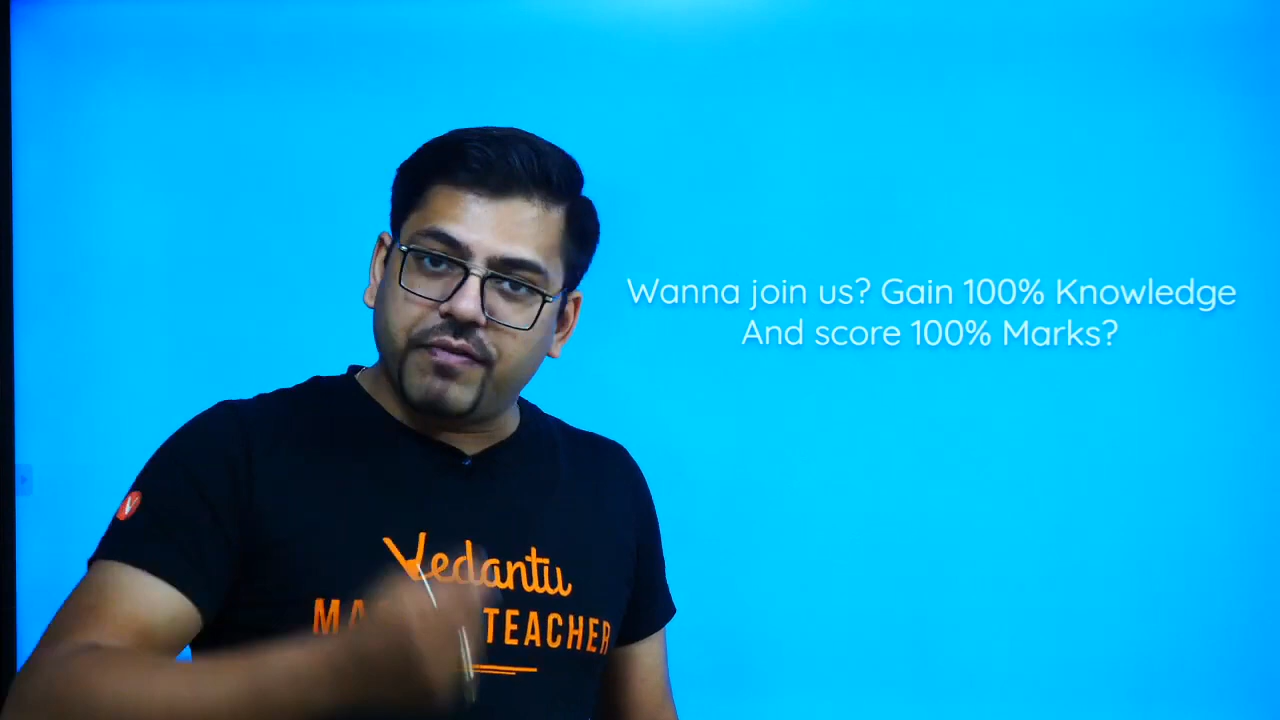 Wanna join us? Gain 100% Knowledge
And score 100% Marks?
V
Vedantu
TEACHER